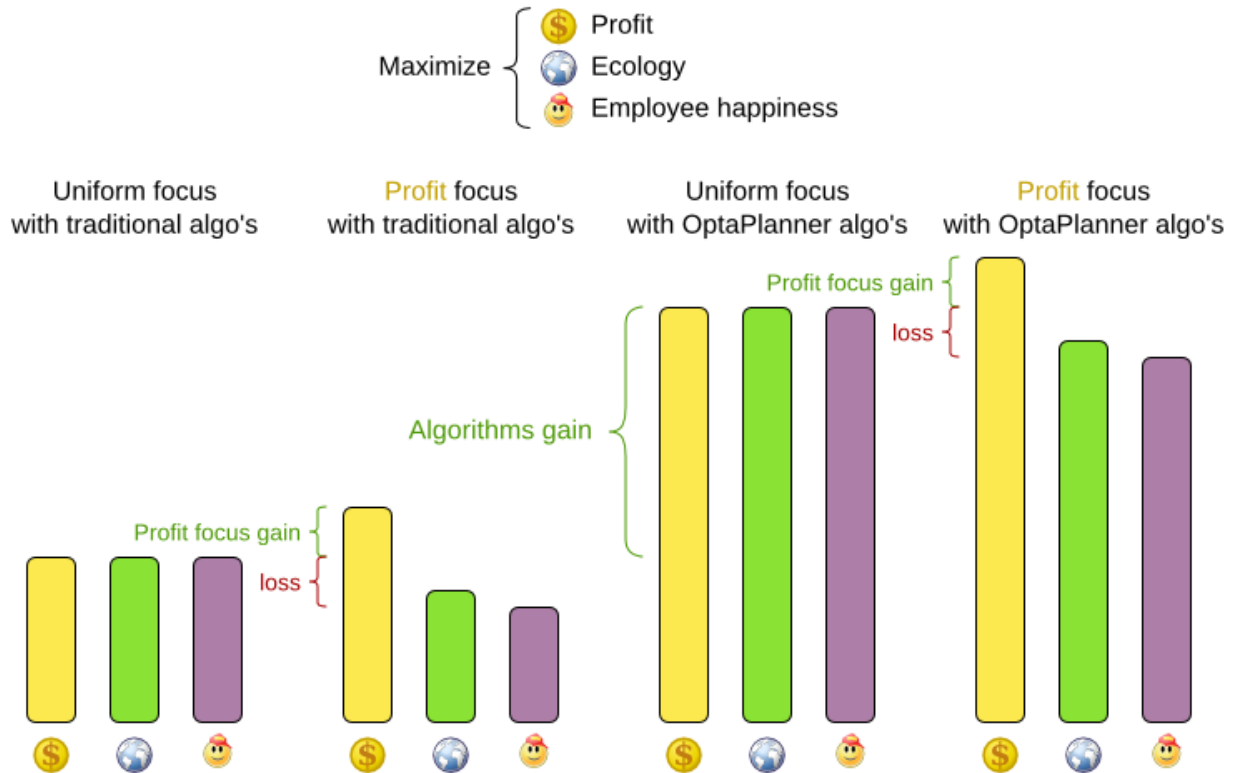 Maximize
Profit
Ecology
Employee happiness
Uniform focus
with traditional algo's
Profit focus
with traditional algo's
Uniform focus
with OptaPlanner algo's
Profit focus
with OptaPlanner algo's
Profit focus gain
loss
Algorithms gain
Profit focus gain
loss
$
$
$
$
$